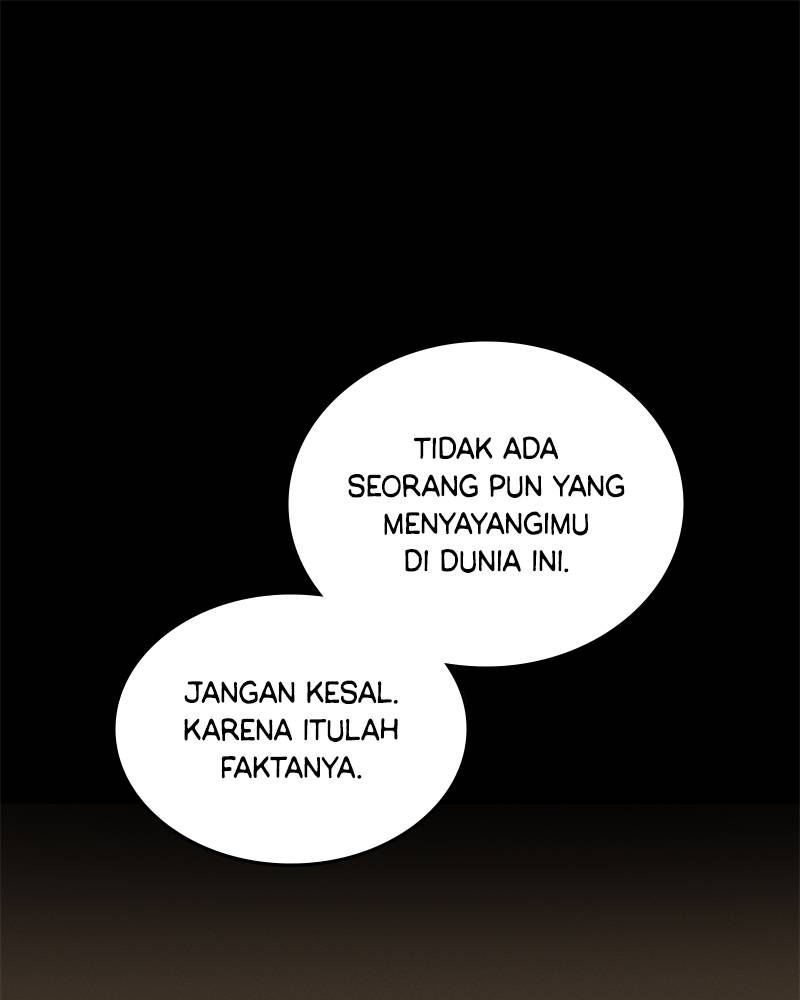 TIDAK ADA
SEORANG PUN YANG
MENYAYANGIMU
DI DUNIA INI.
JANGAN KESAL.
KARENA ITULAH
FAKTANYA.